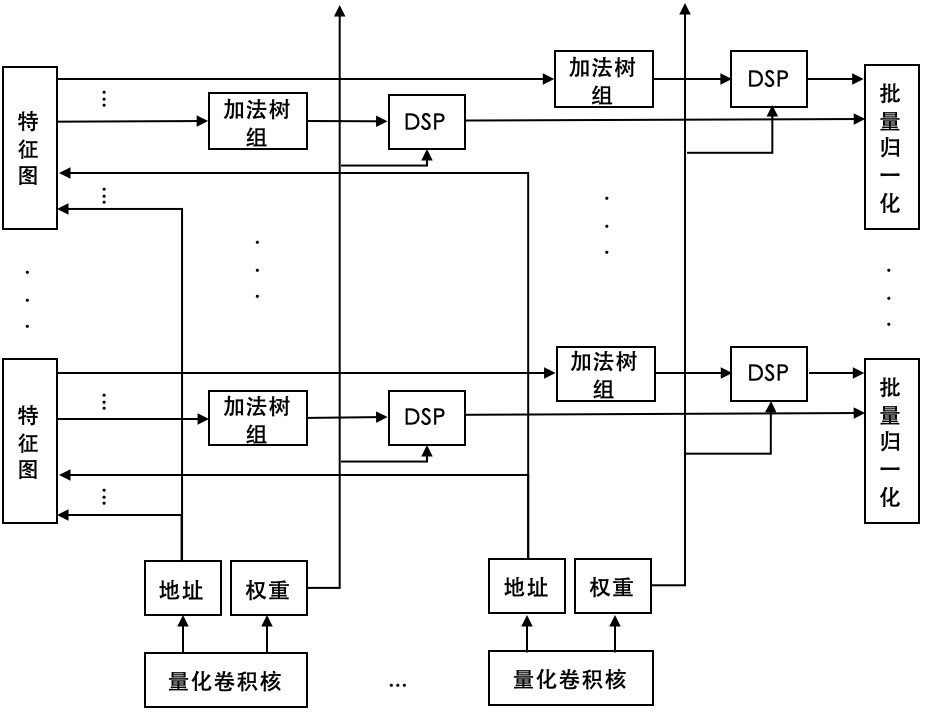 特征图
加法树组
DSP
加法树组
DSP
批量归一化
特征图
加法树组
DSP
加法树组
DSP
批量归一化
地址
权重
地址
权重
量化卷积核
...
量化卷积核